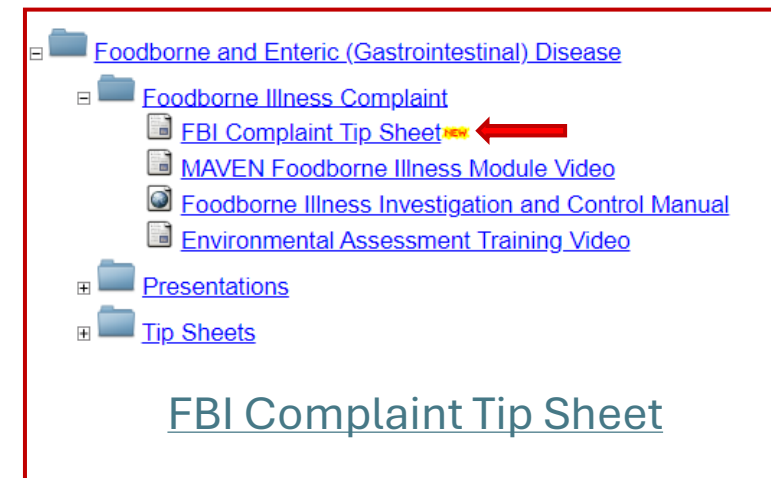 Foodborne and Enteric (Gastrointestinal) Disease
Foodborne Illness Complaint
FBI Complaint Tip Sheet NEW
MAVEN Foodborne Illness Module Video
Foodborne Illness Investigation and Control Manual
Environmental Assessment Training Video
Presentations
Tip Sheets
FBI Complaint Tip Sheet